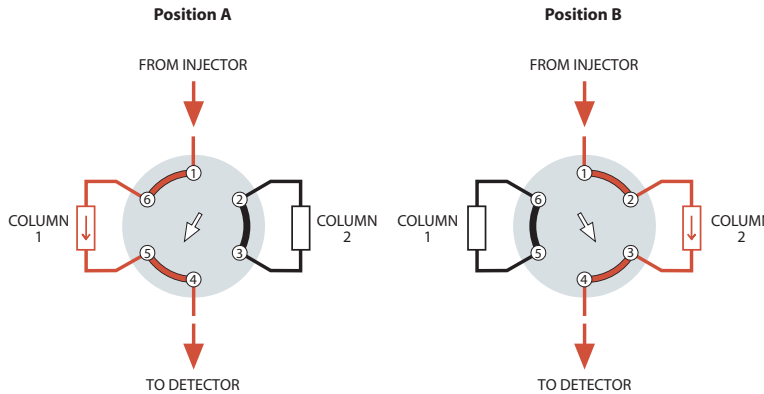 Position A
FROM INJECTOR
1
6
2
COLUMN
1
COLUMN
2
5
3
4
TO DETECTOR
Position B
FROM INJECTOR
1
6
2
COLUMN
1
COLUMN
2
5
3
4
TO DETECTOR